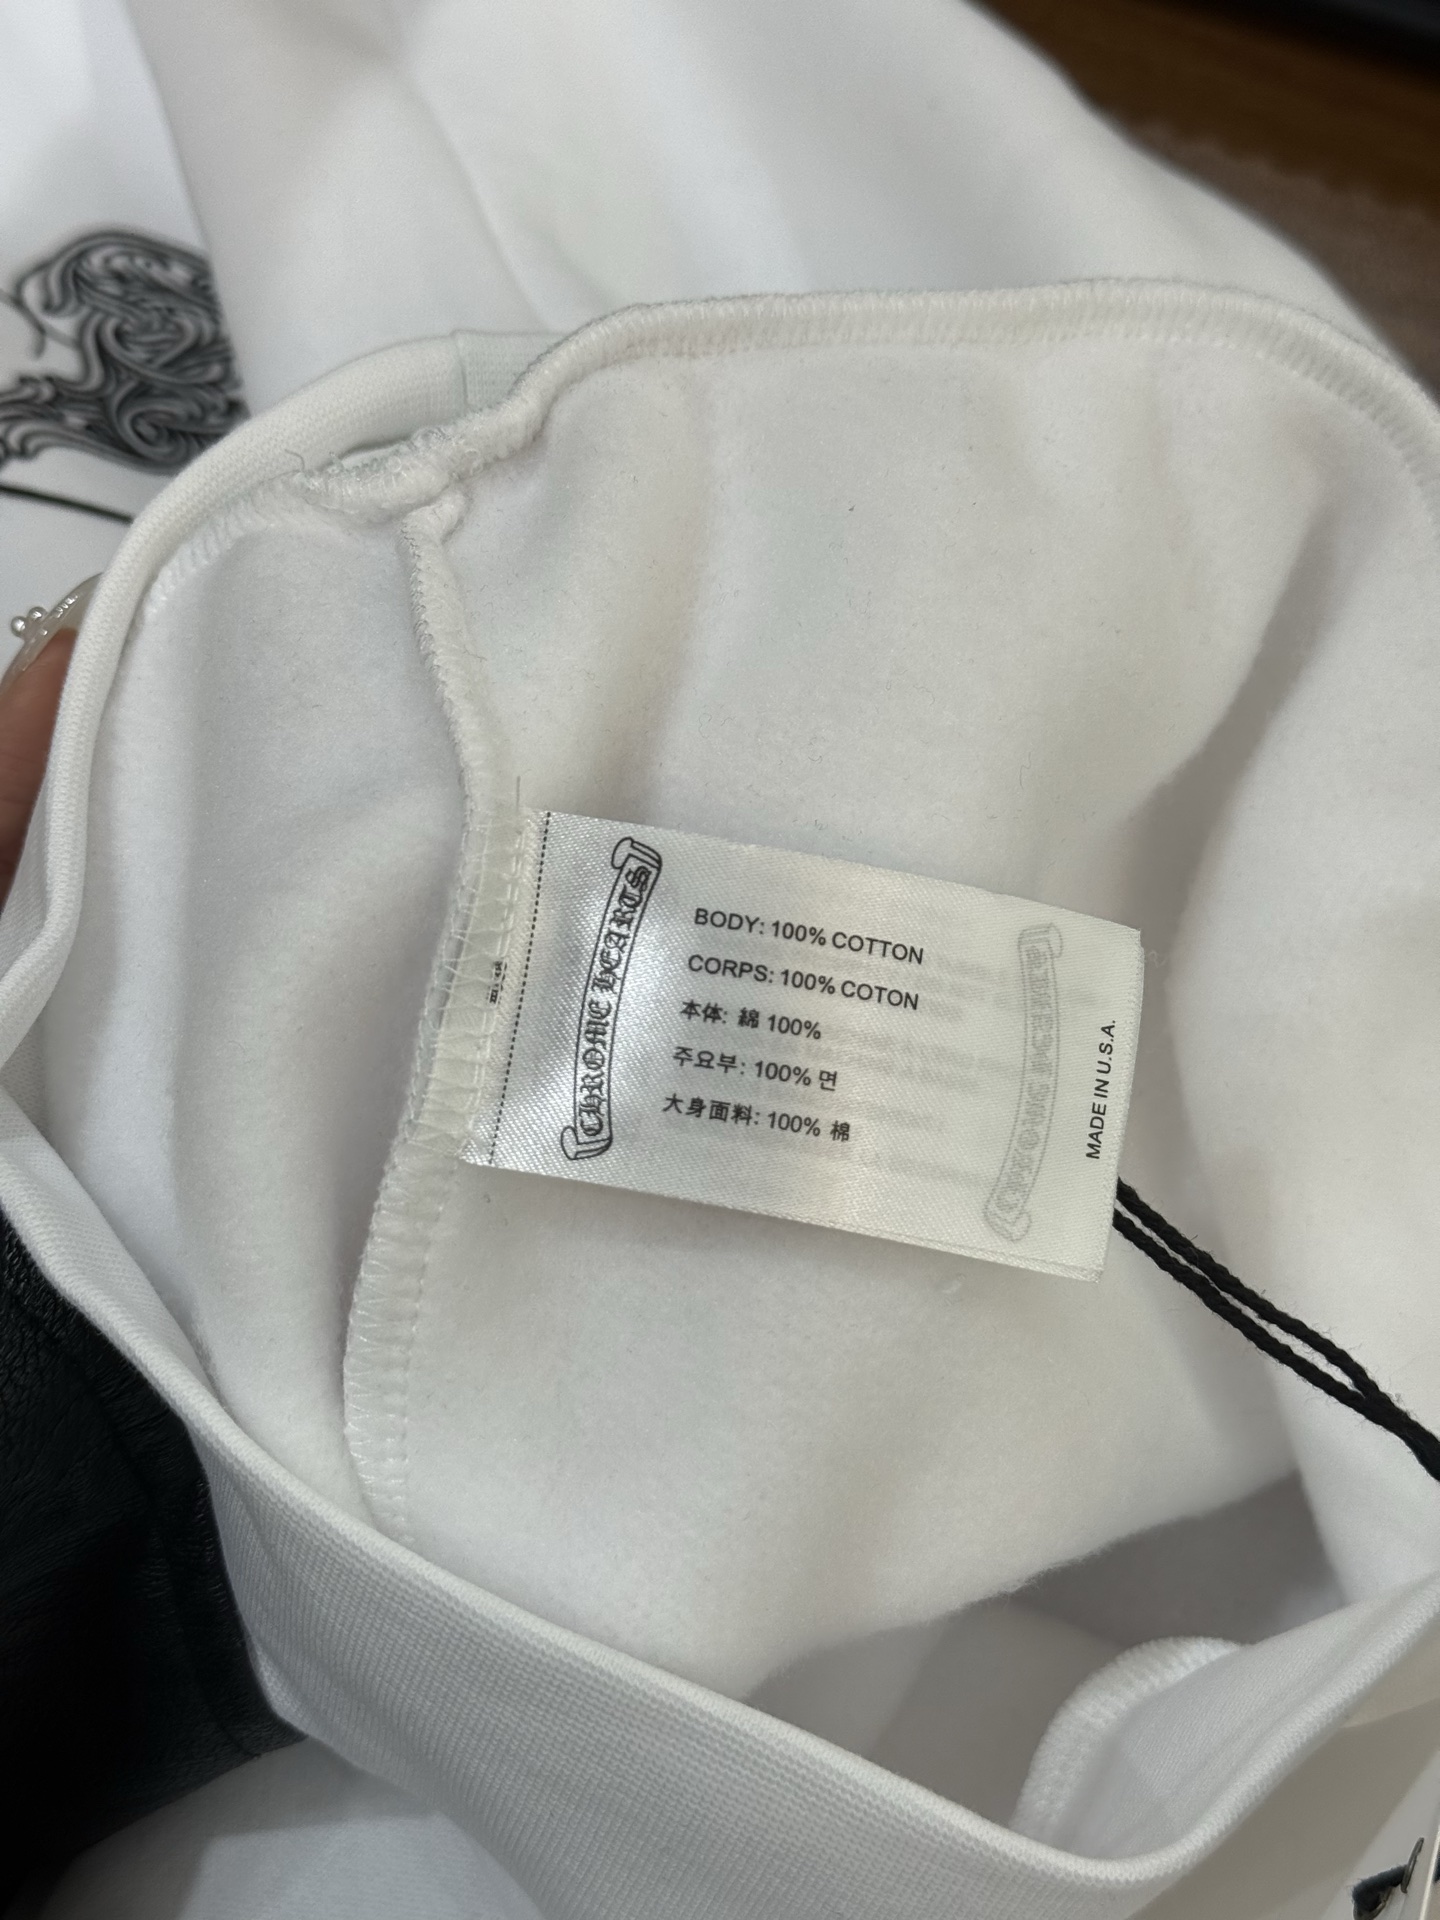 CHROME HEARTS
BODY: 100% COTTON
CORPS: 100% COTON
本体: 綿 100%
주요부: 100% 면
大身面料: 100% 棉
MADE IN U.S.A.